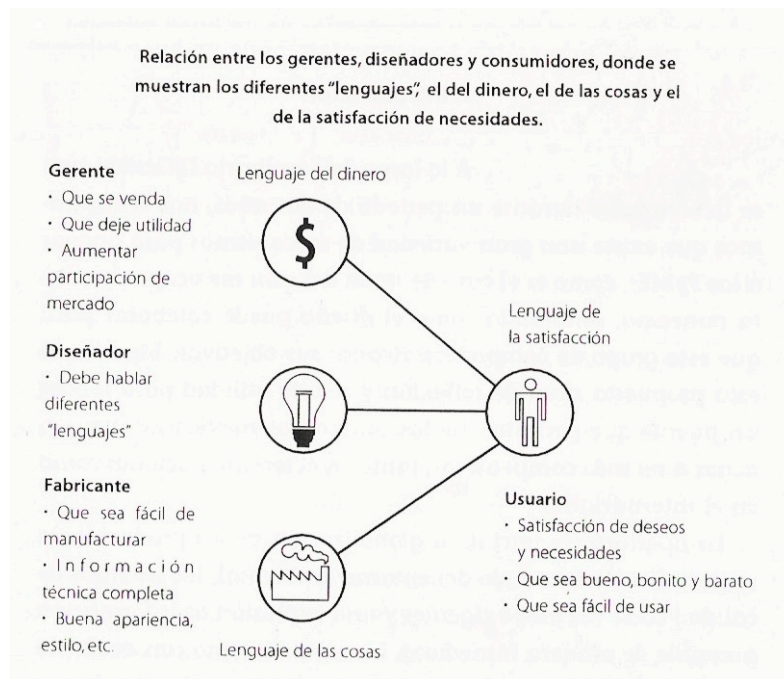 Relación entre los gerentes, diseñadores y consumidores, donde se
muestran los diferentes "lenguajes", el del dinero, el de las cosas y el
de la satisfacción de necesidades.
Gerente
· Que se venda
· Que deje utilidad
· Aumentar
participación de
mercado
Lenguaje del dinero
$
Lenguaje de
la satisfacción
Diseñador
· Debe hablar
diferentes
"lenguajes"
Fabricante
· Que sea fácil de
manufacturar
· Información
técnica completa
· Buena apariencia,
estilo, etc.
Lenguaje de las cosas
Usuario
· Satisfacción de deseos
y necesidades
· Que sea bueno, bonito y barato
· Que sea fácil de usar